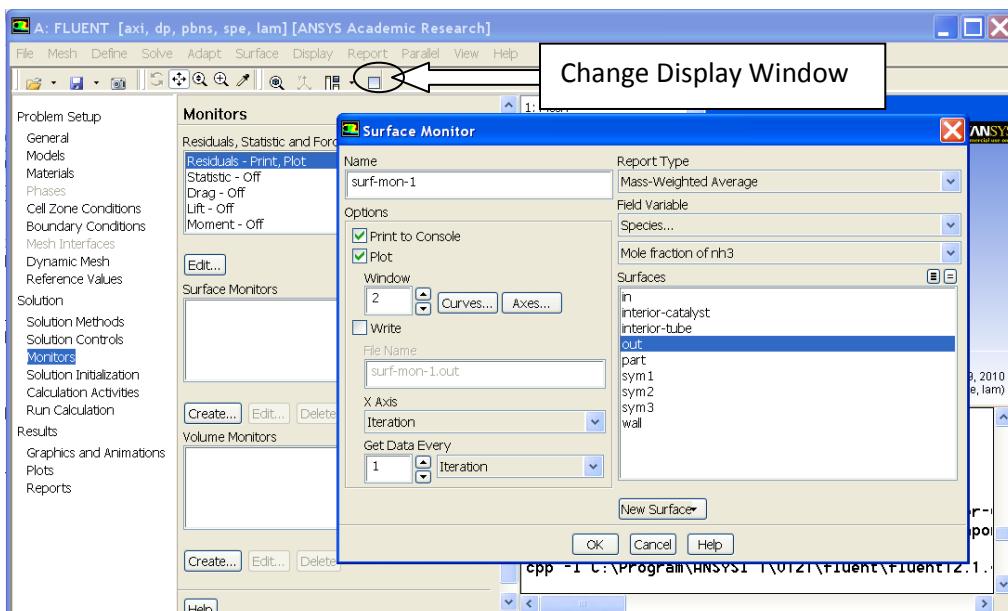 A: FLUENT [axi, dp, pbns, spe, lam] [ANSYS Academic Research]
File Mesh Define Solve Adapt Surface Display Report Parallel View Help
Change Display Window
Problem Setup
General
Models
Materials
Phases
Cell Zone Conditions
Boundary Conditions
Mesh Interfaces
Dynamic Mesh
Reference Values
Solution
Solution Methods
Solution Controls
Monitors
Solution Initialization
Calculation Activities
Run Calculation
Results
Graphics and Animations
Plots
Reports
Monitors
Residuals, Statistic and Forc
Residuals - Print, Plot
Statistic - Off
Drag - Off
Lift - Off
Moment - Off
Edit...
Surface Monitors
Create... Edit... Delete
Volume Monitors
Create... Edit... Delete
Help
1:
ANSYS
Surface Monitor
Name
surf-mon-1
Options
Print to Console
Plot
Window
2 Curves... Axes...
Write
File Name
surf-mon-1.out
X Axis
Iteration
Get Data Every
1 Iteration
Report Type
Mass-Weighted Average
Field Variable
Species...
Mole fraction of nh3
Surfaces
in
interior-catalyst
interior-tube
out
part
sym1
sym2
sym3
wall
New Surface
OK Cancel Help
9, 2010
e, lam)